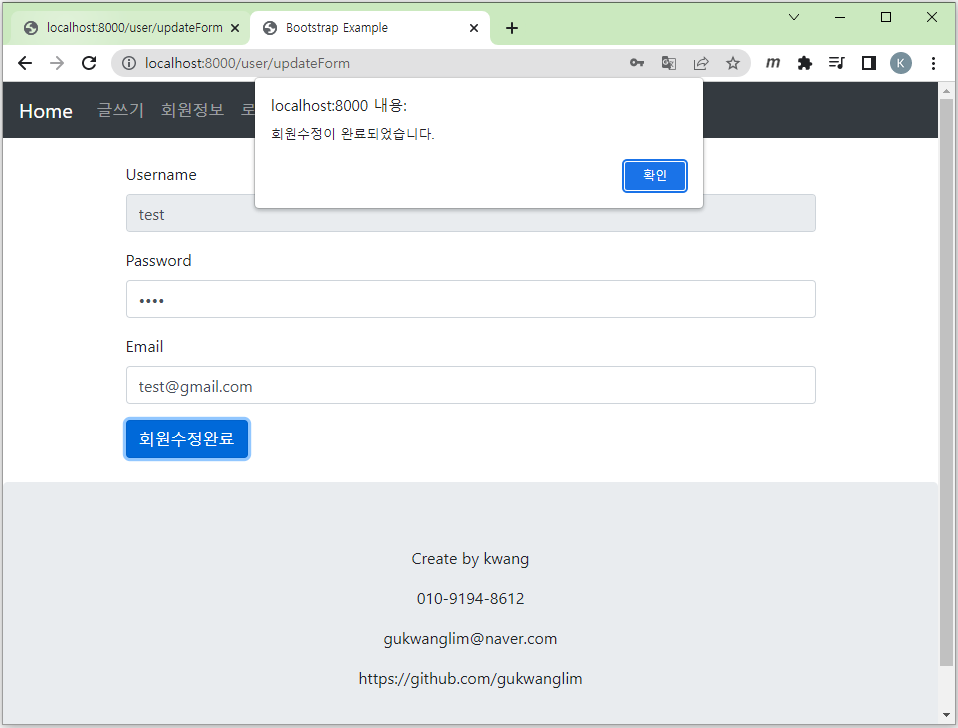 localhost:8000/user/updateForm
Bootstrap Example
localhost:8000/user/updateForm
m
K
Home 글쓰기 회원정보 로
localhost:8000 내용:
회원수정이 완료되었습니다.
확인
Username
test
Password
••••
Email
test@gmail.com
회원수정완료
Create by kwang
010-9194-8612
gukwanglim@naver.com
https://github.com/gukwanglim